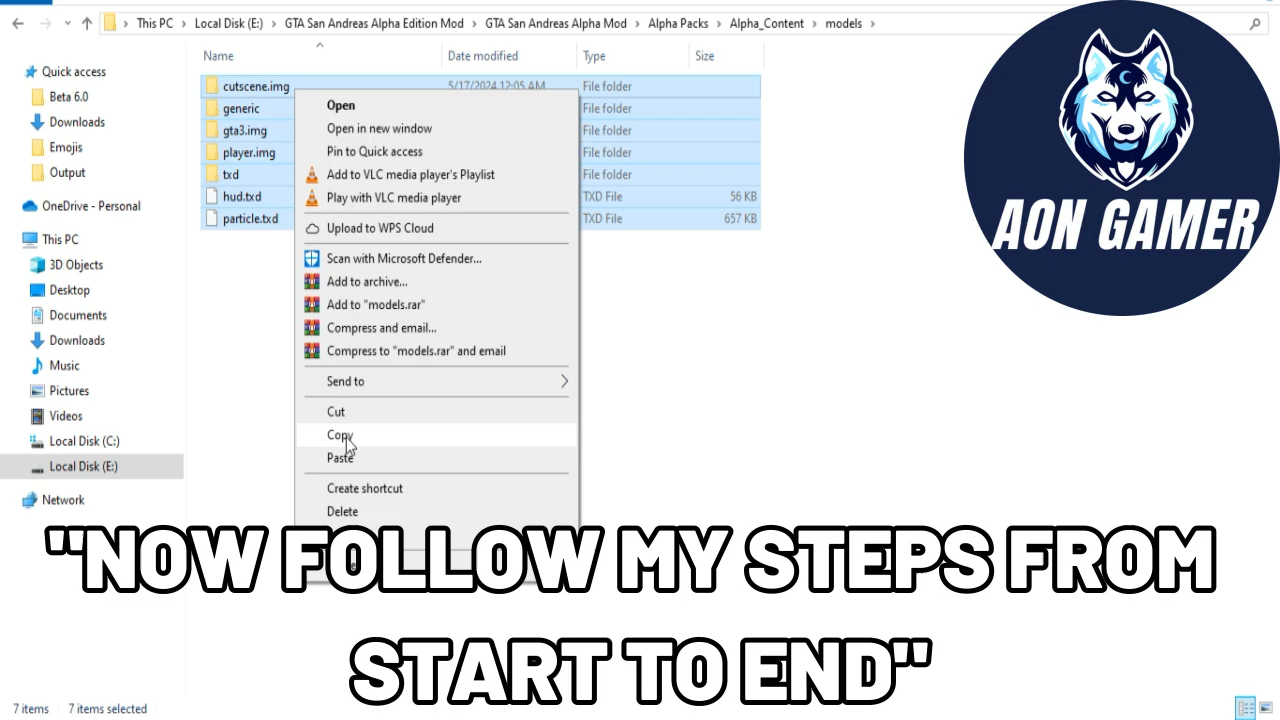 This PC > Local Disk (E:) > GTA San Andreas Alpha Edition Mod > GTA San Andreas Alpha Mod > Alpha Packs > Alpha_Content > models >
Name Date modified Type Size
Quick access
Beta 6.0
Downloads
Emojis
Output
OneDrive - Personal
This PC
3D Objects
Desktop
Documents
Downloads
Music
Pictures
Videos
Local Disk (C:)
Local Disk (E:)
Network
cutscene.img 5/17/2024 12:05 AM File folder
generic File folder
gta3.img File folder
player.img File folder
txd File folder
hud.txd TXD File 56 KB
particle.txd TXD File 657 KB
Open
Open in new window
Pin to Quick access
Add to VLC media player's Playlist
Play with VLC media player
Upload to WPS Cloud
Scan with Microsoft Defender...
Add to archive...
Add to "models.rar"
Compress and email...
Compress to "models.rar" and email
Send to
Cut
Copy
Paste
Create shortcut
Delete
AON GAMER
"NOW FOLLOW MY STEPS FROM
START TO END"
7 items 7 items selected